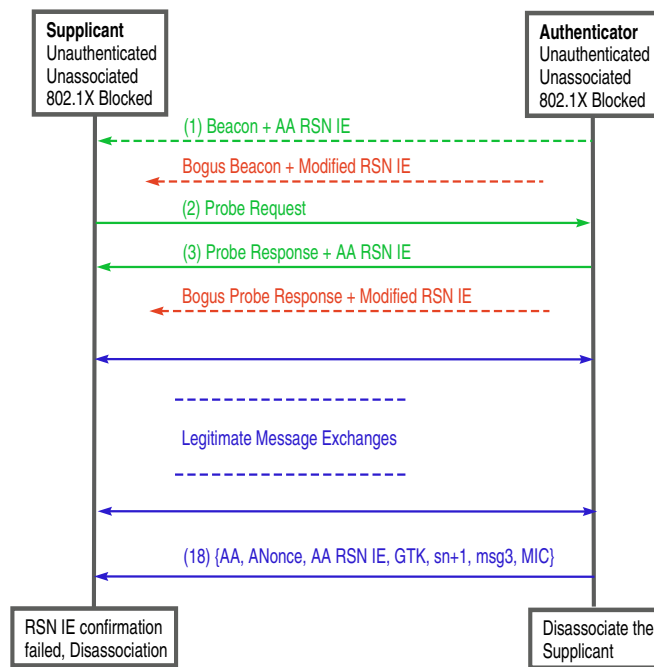 Supplicant
Unauthenticated
Unassociated
802.1X Blocked
Authenticator
Unauthenticated
Unassociated
802.1X Blocked
(1) Beacon + AA RSN IE
Bogus Beacon + Modified RSN IE
(2) Probe Request
(3) Probe Response + AA RSN IE
Bogus Probe Response + Modified RSN IE
Legitimate Message Exchanges
(18) {AA, ANonce, AA RSN IE, GTK, sn+1, msg3, MIC}
RSN IE confirmation
failed, Disassociation
Disassociate the
Supplicant